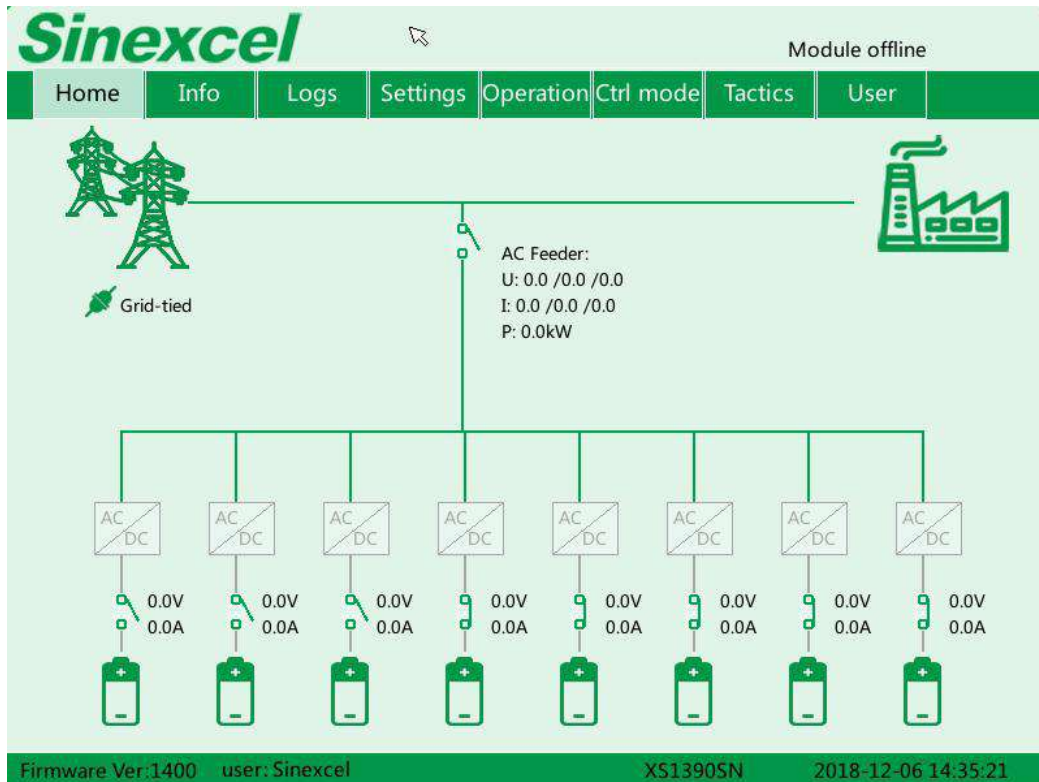 Sinexcel
Module offline
Home Info Logs Settings Operation Ctrl mode Tactics User
AC Feeder:
U: 0.0 /0.0 /0.0
Grid-tied
I: 0.0 /0.0 /0.0
P: 0.0kW
AC AC AC AC AC AC AC AC
DC DC DC DC DC DC DC DC
0.0V 0.0V 0.0V 0.0V 0.0V 0.0V 0.0V 0.0V
0.0A 0.0A 0.0A 0.0A 0.0A 0.0A 0.0A 0.0A
Firmware Ver:1400 user: Sinexcel XS1390SN 2018-12-06 14:35:21